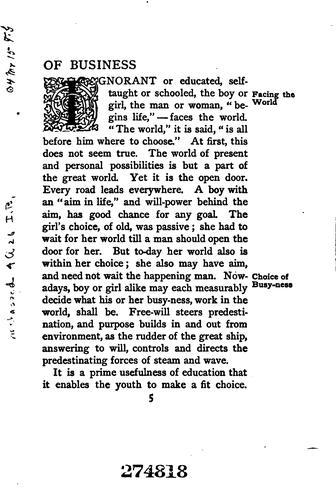 OF BUSINESS
IGNORANT or educated, self-
taught or schooled, the boy or
girl, the man or woman, "be-
gins life,"—faces the world.
"The world," it is said, "is all
before him where to choose." At first, this
does not seem true. The world of present
and personal possibilities is but a part of
the great world. Yet it is the open door.
Every road leads everywhere. A boy with
an "aim in life," and will-power behind the
aim, has good chance for any goal. The
girl's choice, of old, was passive; she had to
wait for her world till a man should open the
door for her. But to-day her world also is
within her choice; she also may have aim,
and need not wait the happening man. Now-
adays, boy or girl alike may each measurably
decide what his or her busy-ness, work in the
world, shall be. Free-will steers predesti-
nation, and purpose builds in and out from
environment, as the rudder of the great ship,
answering to will, controls and directs the
predestinating forces of steam and wave.
It is a prime usefulness of education that
it enables the youth to make a fit choice.
Facing the
World
Choice of
Busy-ness
5
274818